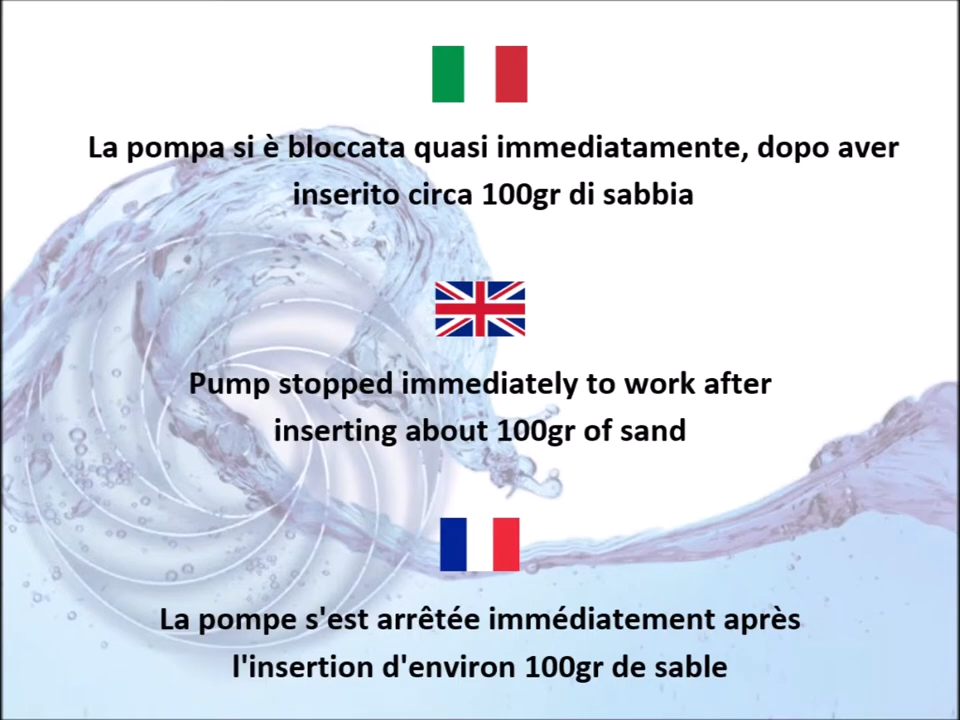 La pompa si è bloccata quasi immediatamente, dopo aver
inserito circa 100gr di sabbia
Pump stopped immediately to work after
inserting about 100gr of sand
La pompe s'est arrêtée immédiatement après
l'insertion d'environ 100gr de sable